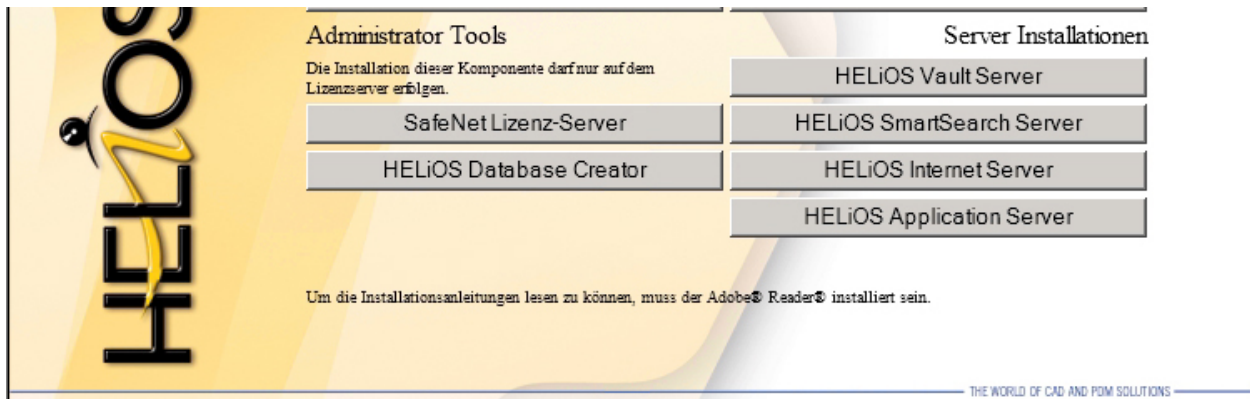 HELiOS
Administrator Tools
Die Installation dieser Komponente darf nur auf dem
Lizenzserver erfolgen.
SafeNet Lizenz-Server
HELiOS Database Creator
Server Installationen
HELiOS Vault Server
HELiOS SmartSearch Server
HELiOS Internet Server
HELiOS Application Server
Um die Installationsanleitungen lesen zu können, muss der Adobe® Reader® installiert sein.
THE WORLD OF CAD AND PDM SOLUTIONS